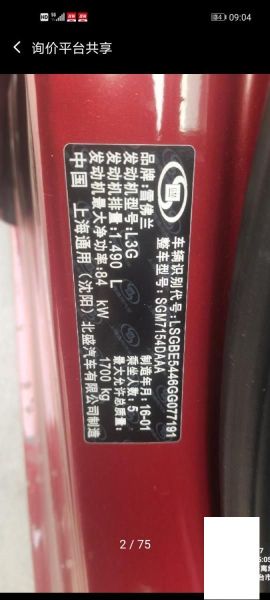 09:04
询价平台共享
品牌:雪佛兰
发动机型号:L3G
发动机排量:1.490 L
发动机最大净功率:84 kW
中国 上海通用(沈阳)北盛汽车有限公司制造
车辆识别代号:LSGBE5446GG077191
整车型号:SGM7154DAAA
制造年月:16-01
乘坐人数:5
最大允许总质量:
1700 kg
2 / 75